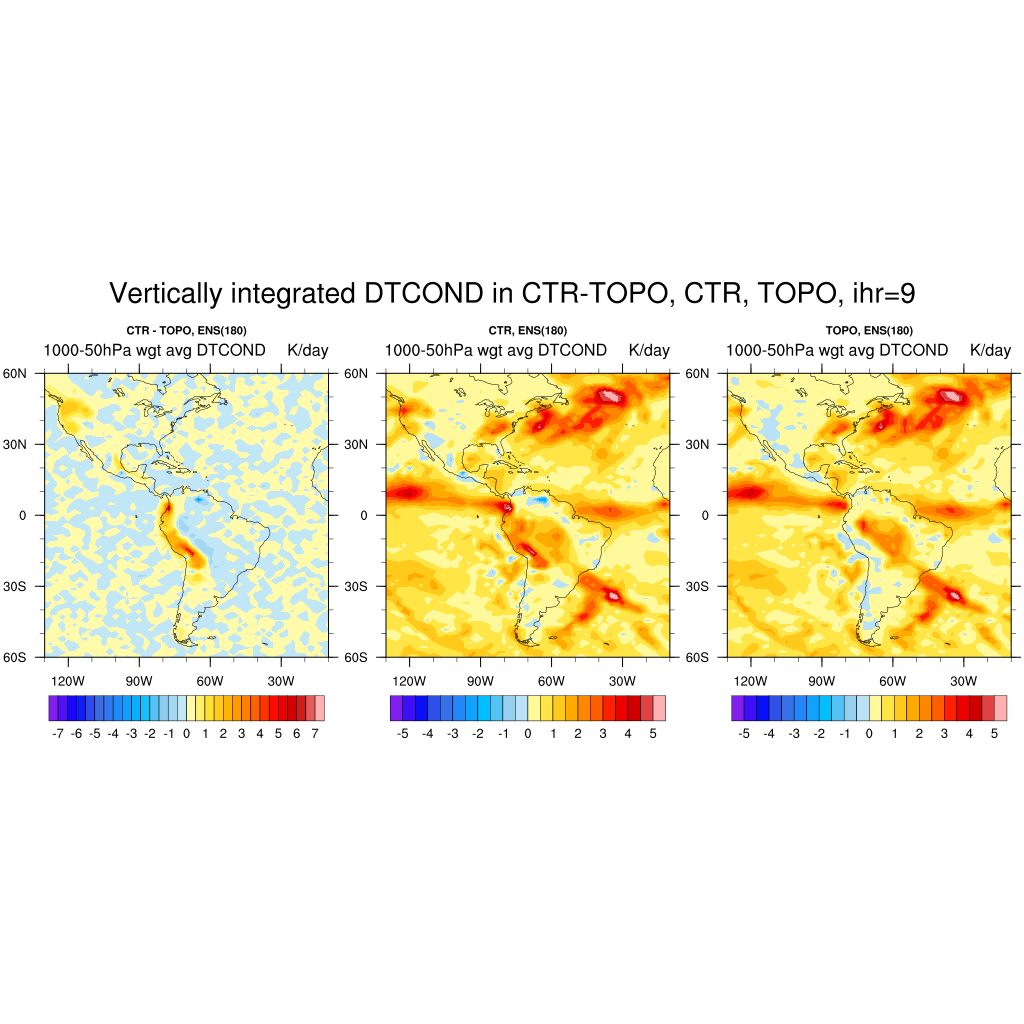 Vertically integrated DTCOND in CTR-TOPO, CTR, TOPO, ihr=9
CTR - TOPO, ENS(180)
1000-50hPa wgt avg DTCOND K/day
60N
30N
0
30S
60S
120W 90W 60W 30W
-7 -6 -5 -4 -3 -2 -1 0 1 2 3 4 5 6 7
CTR, ENS(180)
1000-50hPa wgt avg DTCOND K/day
60N
30N
0
30S
60S
120W 90W 60W 30W
-5 -4 -3 -2 -1 0 1 2 3 4 5
TOPO, ENS(180)
1000-50hPa wgt avg DTCOND K/day
60N
30N
0
30S
60S
120W 90W 60W 30W
-5 -4 -3 -2 -1 0 1 2 3 4 5